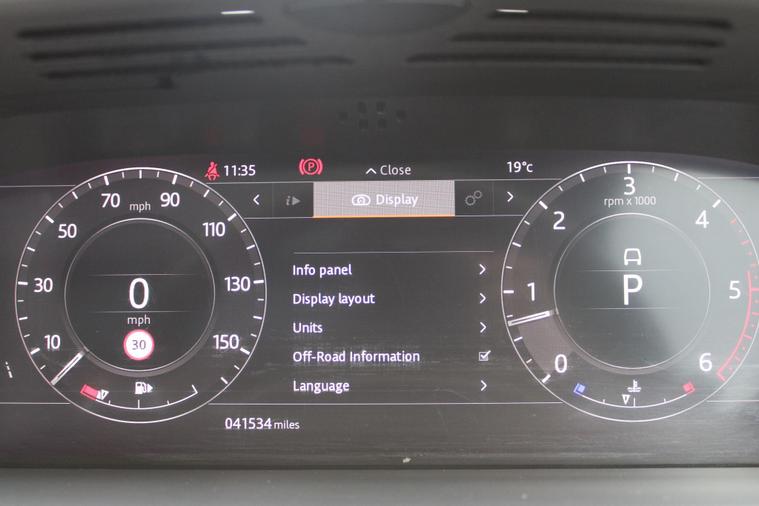 11:35
P
Close
19°c
Display
70 mph 90
50
110
30
130
10
150
0
mph
30
Info panel
Display layout
Units
Off-Road Information
Language
041534 miles
3
rpm x 1000
2
4
1
5
0
6
P